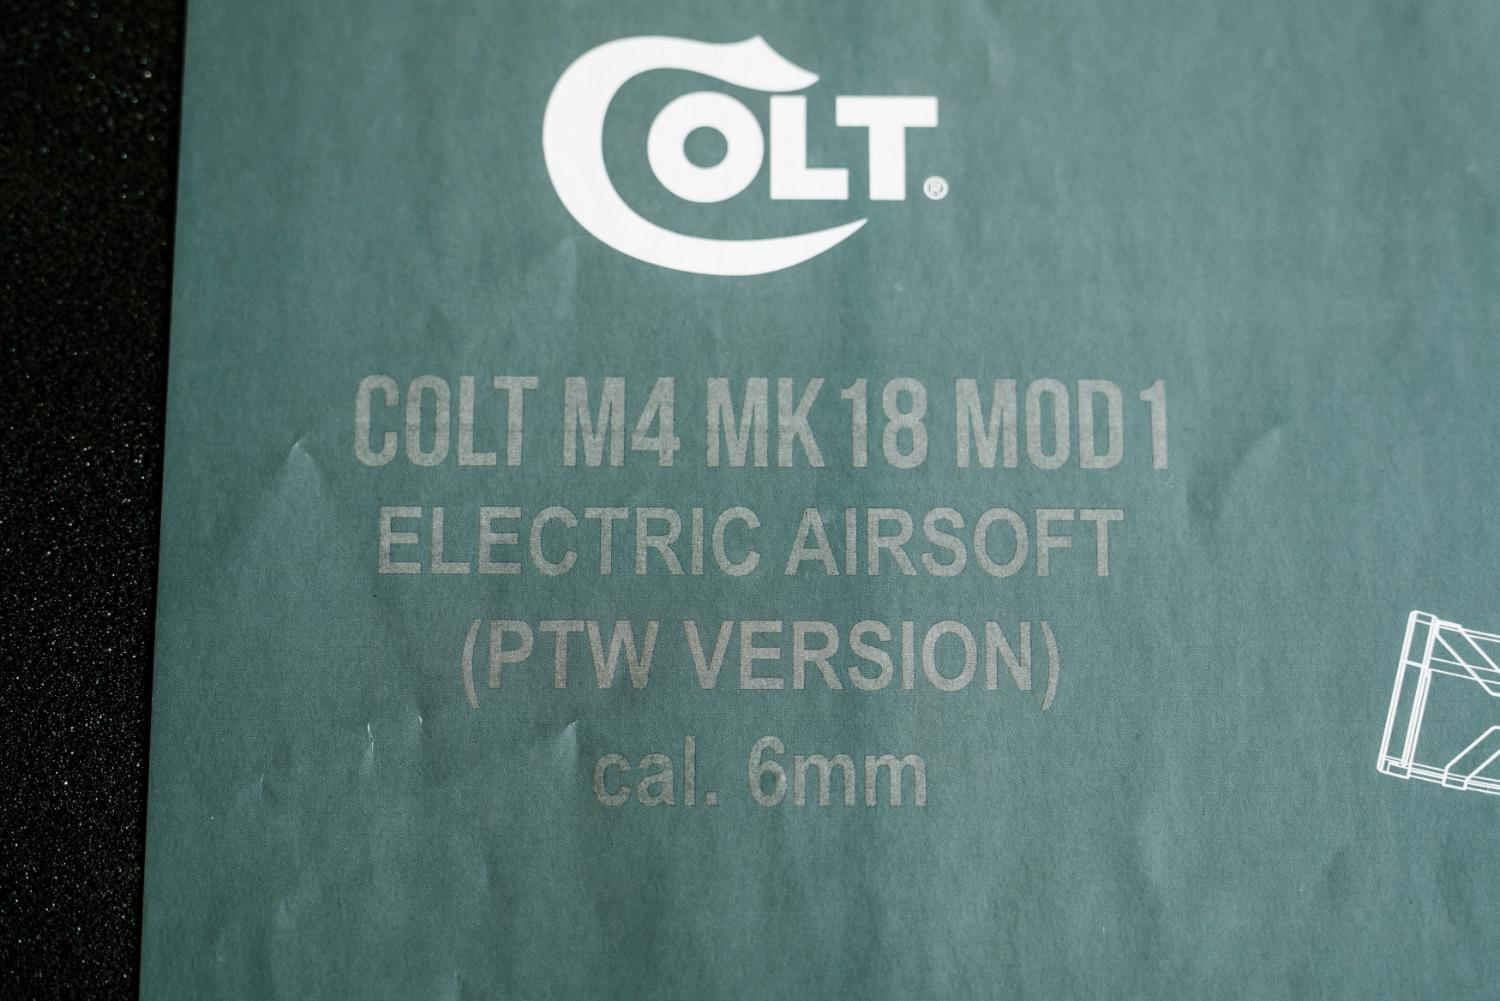 COLT®
COLT M4 MK18 MOD1
ELECTRIC AIRSOFT
(PTW VERSION)
cal. 6mm